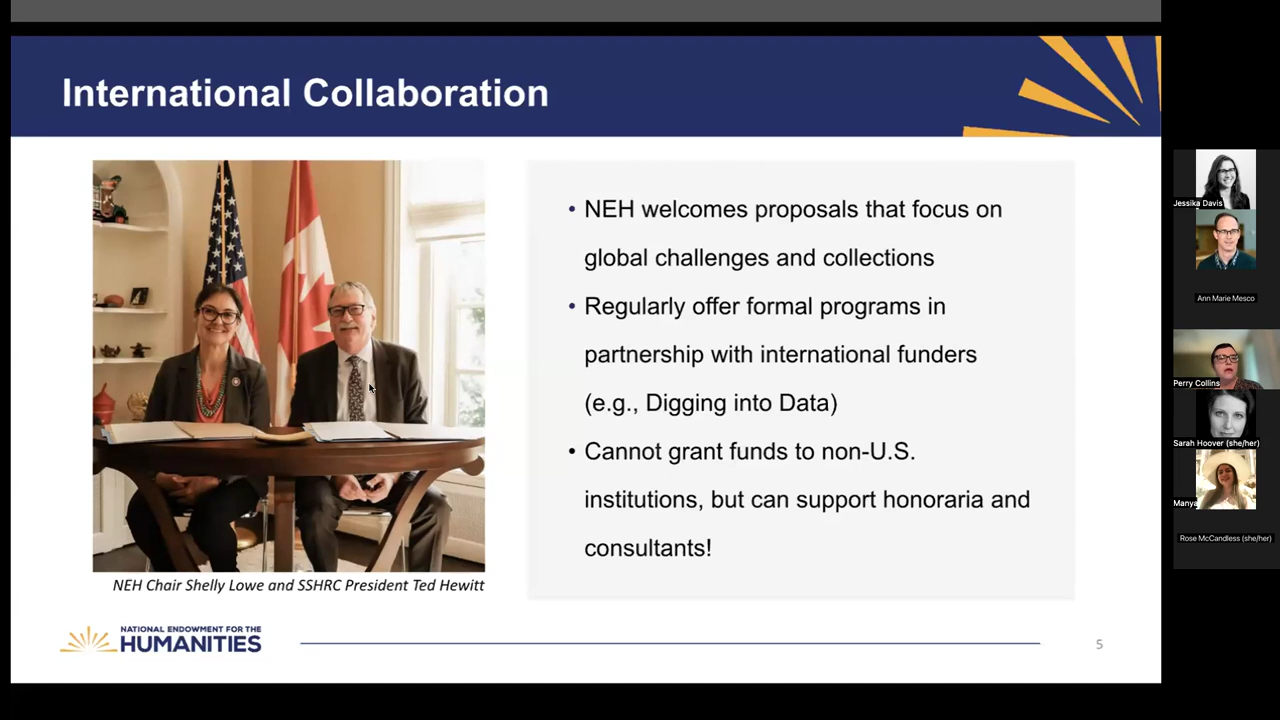 International Collaboration
• NEH welcomes proposals that focus on
global challenges and collections
• Regularly offer formal programs in
partnership with international funders
(e.g., Digging into Data)
• Cannot grant funds to non-U.S.
institutions, but can support honoraria and
consultants!
NEH Chair Shelly Lowe and SSHRC President Ted Hewitt
NATIONAL ENDOWMENT FOR THE
HUMANITIES
5
Jessika Davis
Ann Marie Mesco
Perry Collins
Sarah Hoover (she/her)
Manya
Rose McCandless (she/her)